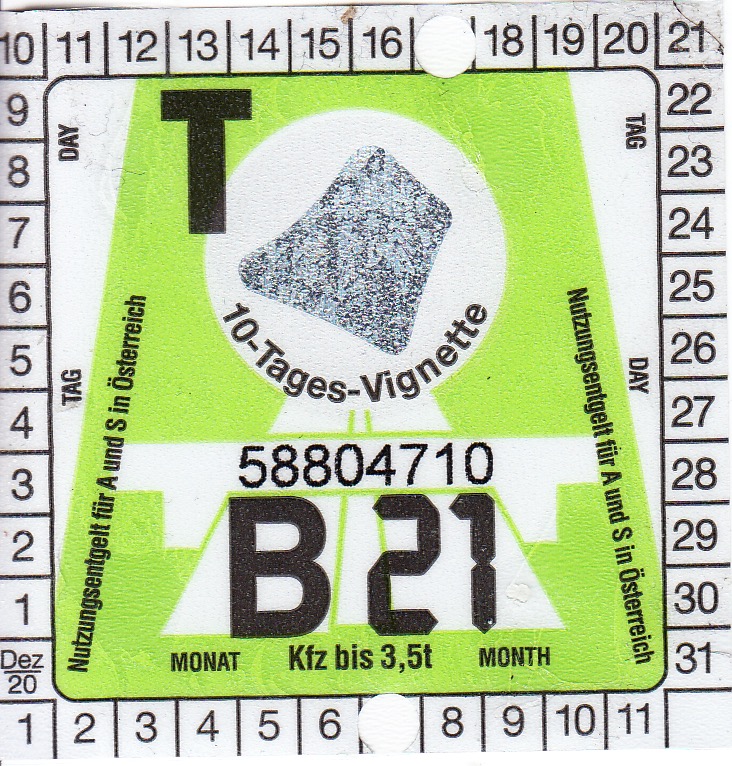 10 11 12 13 14 15 16 18 19 20 21
9
8
7
6
5
4
3
2
1
Dez
20
22
23
24
25
26
27
28
29
30
31
DAY
TAG
T
10-Tages-Vignette
TAG
DAY
Nutzungsentgelt für A und S in Österreich
Nutzungsentgelt für A und S in Österreich
58804710
B 21
MONAT Kfz bis 3,5t MONTH
1 2 3 4 5 6 8 9 10 11